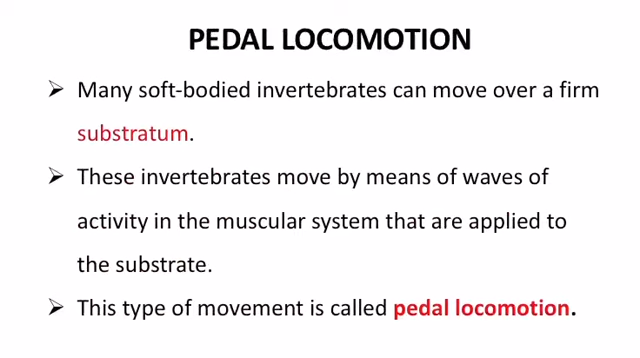 PEDAL LOCOMOTION
➢ Many soft-bodied invertebrates can move over a firm
substratum.
➢ These invertebrates move by means of waves of
activity in the muscular system that are applied to
the substrate.
➢ This type of movement is called pedal locomotion.